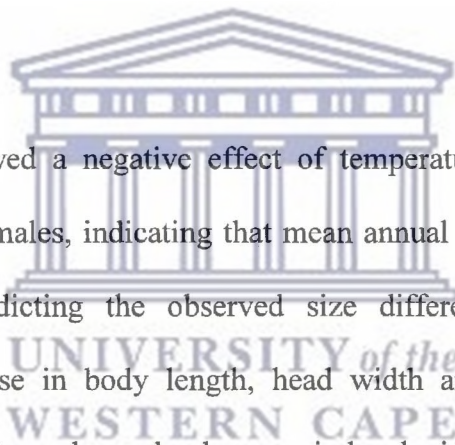 ved a negative effect of temperatu
males, indicating that mean annual
dicting the observed size differe
UNIVERSITY of the
se in body length, head width a
WESTERN CAPE